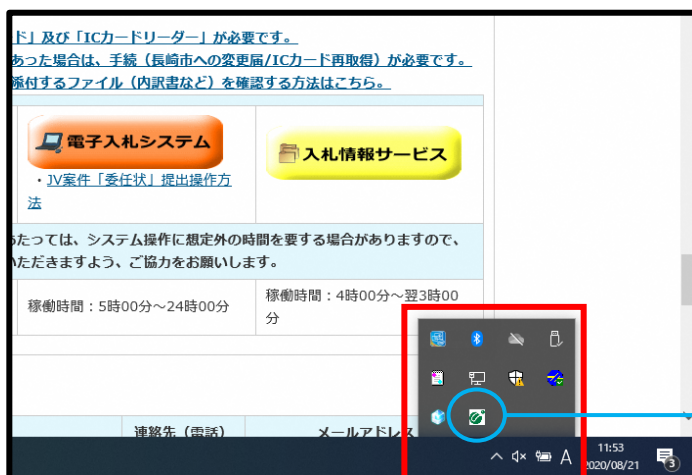 ド」及び「ICカードリーダー」が必要です。
あった場合は、手続（長崎市への変更届/ICカード再取得）が必要です。
添付するファイル（内訳書など）を確認する方法はこちら。
電子入札システム
入札情報サービス
・JV案件「委任状」提出操作方法
たっては、システム操作に想定外の時間を要する場合がありますので、
いただきますよう、ご協力をお願いします。
稼働時間：5時00分～24時00分
稼働時間：4時00分～翌3時00分
連絡先（電話）
メールアドレス
A
11:53
2020/08/21
3